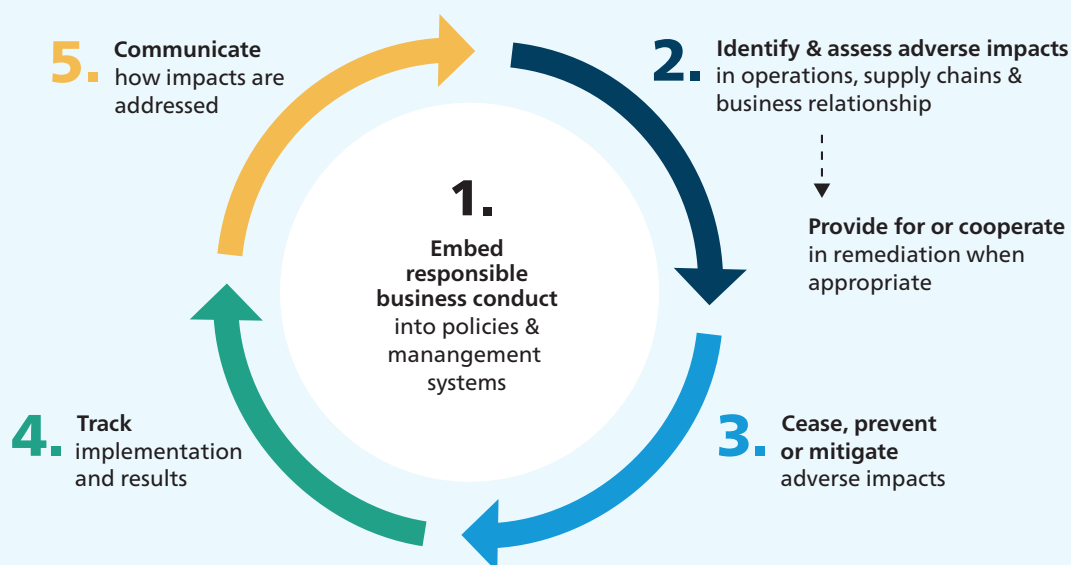 1.
Embed
responsible
business conduct
into policies &
manangement
systems
2.
Identify & assess adverse impacts
in operations, supply chains &
business relationship
Provide for or cooperate
in remediation when
appropriate
3.
Cease, prevent
or mitigate
adverse impacts
4.
Track
implementation
and results
5.
Communicate
how impacts are
addressed